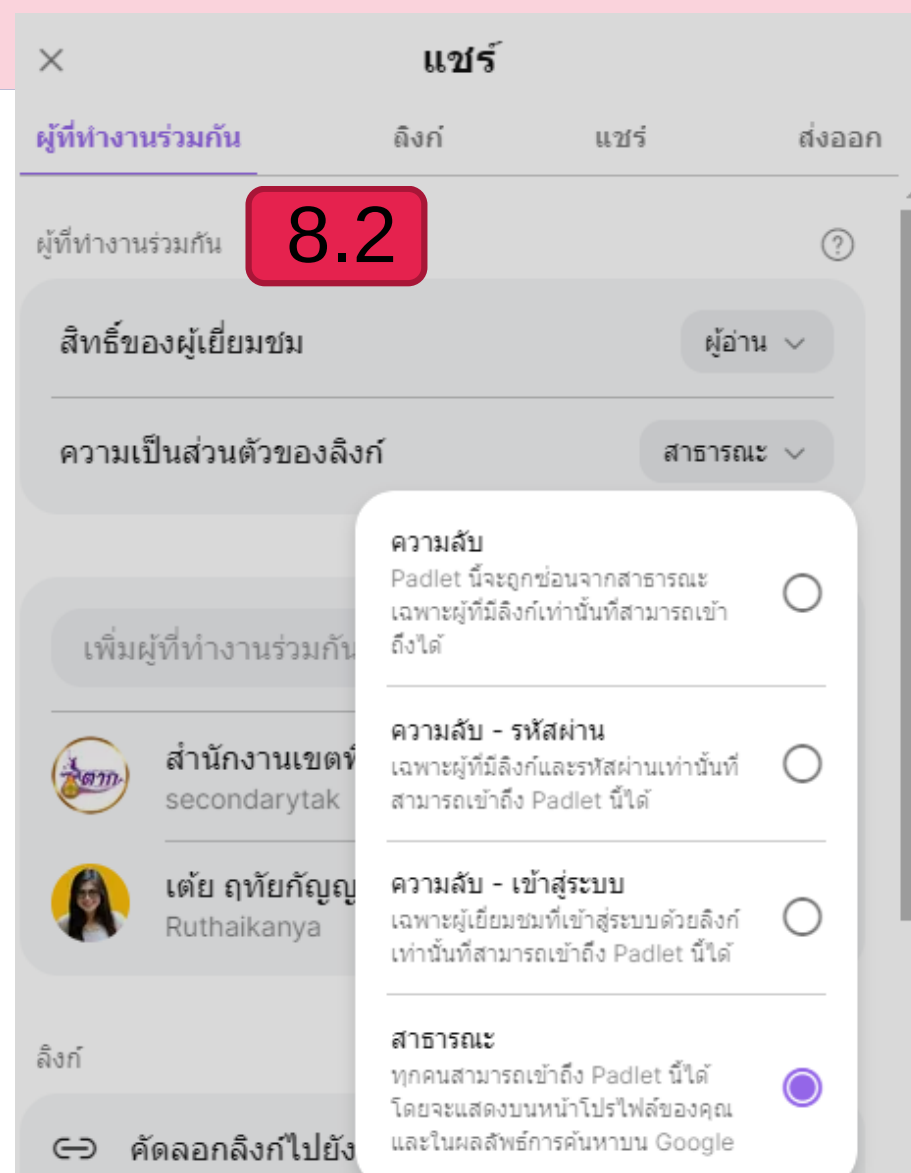 แชร์
ผู้ที่ทำงานร่วมกัน ลิงก์ แชร์ ส่งออก
8.2
ผู้ที่ทำงานร่วมกัน ?
สิทธิ์ของผู้เยี่ยมชม ผู้อ่าน
ความเป็นส่วนตัวของลิงก์ สาธารณะ
ความลับ
Padlet นี้จะถูกซ่อนจากสาธารณะ
เฉพาะผู้ที่มีลิงก์เท่านั้นที่สามารถเข้า
ถึงได้
เพิ่มผู้ที่ทำงานร่วมกัน
ความลับ - รหัสผ่าน
เฉพาะผู้ที่มีลิงก์และรหัสผ่านเท่านั้นที่
สามารถเข้าถึง Padlet นี้ได้
ตาก
สำนักงานเขตพ
secondarytak
ความลับ - เข้าสู่ระบบ
เฉพาะผู้เยี่ยมชมที่เข้าสู่ระบบด้วยลิงก์
เท่านั้นที่สามารถเข้าถึง Padlet นี้ได้
เต้ย ฤทัยกัญญ
Ruthaikanya
สาธารณะ
ทุกคนสามารถเข้าถึง Padlet นี้ได้
โดยจะแสดงบนหน้าโปรไฟล์ของคุณ
และในผลลัพธ์การค้นหาบน Google
ลิงก์
คัดลอกลิงก์ไปยัง